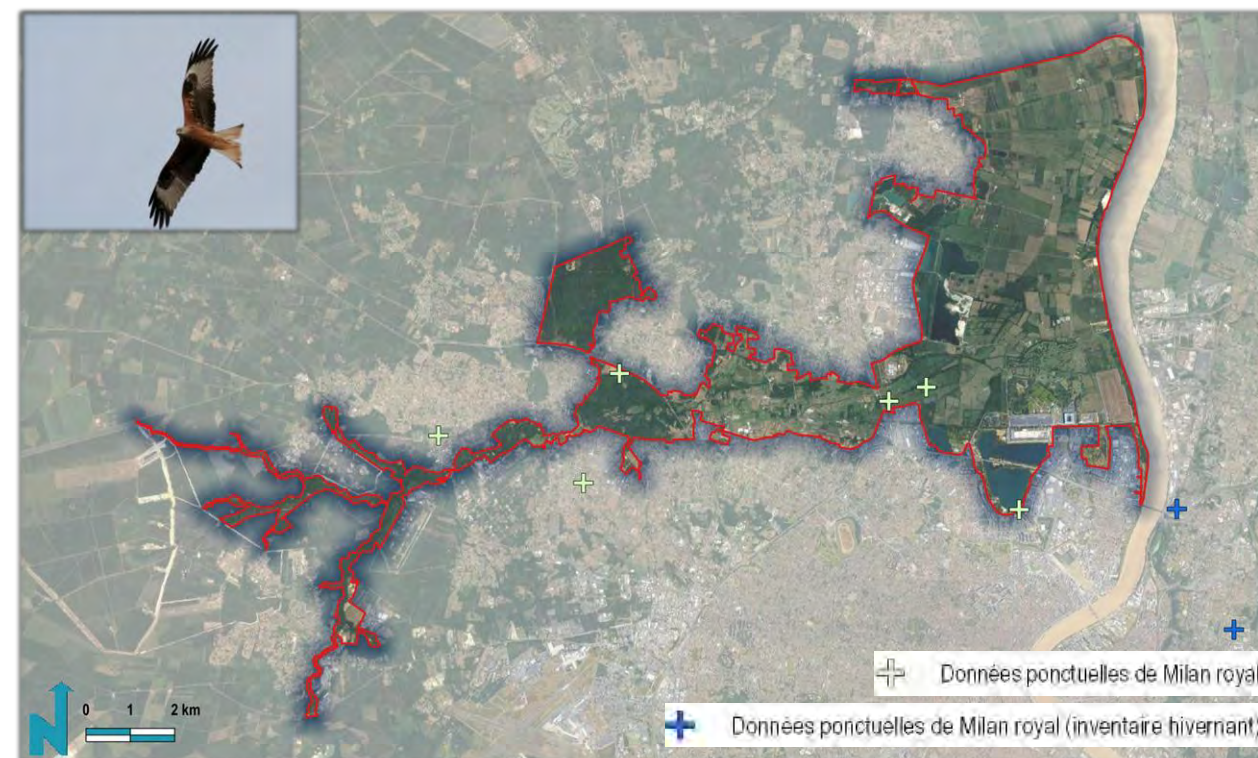 Données ponctuelles de Milan royal
Données ponctuelles de Milan royal (inventaire hivernant)
N
0 1 2 km